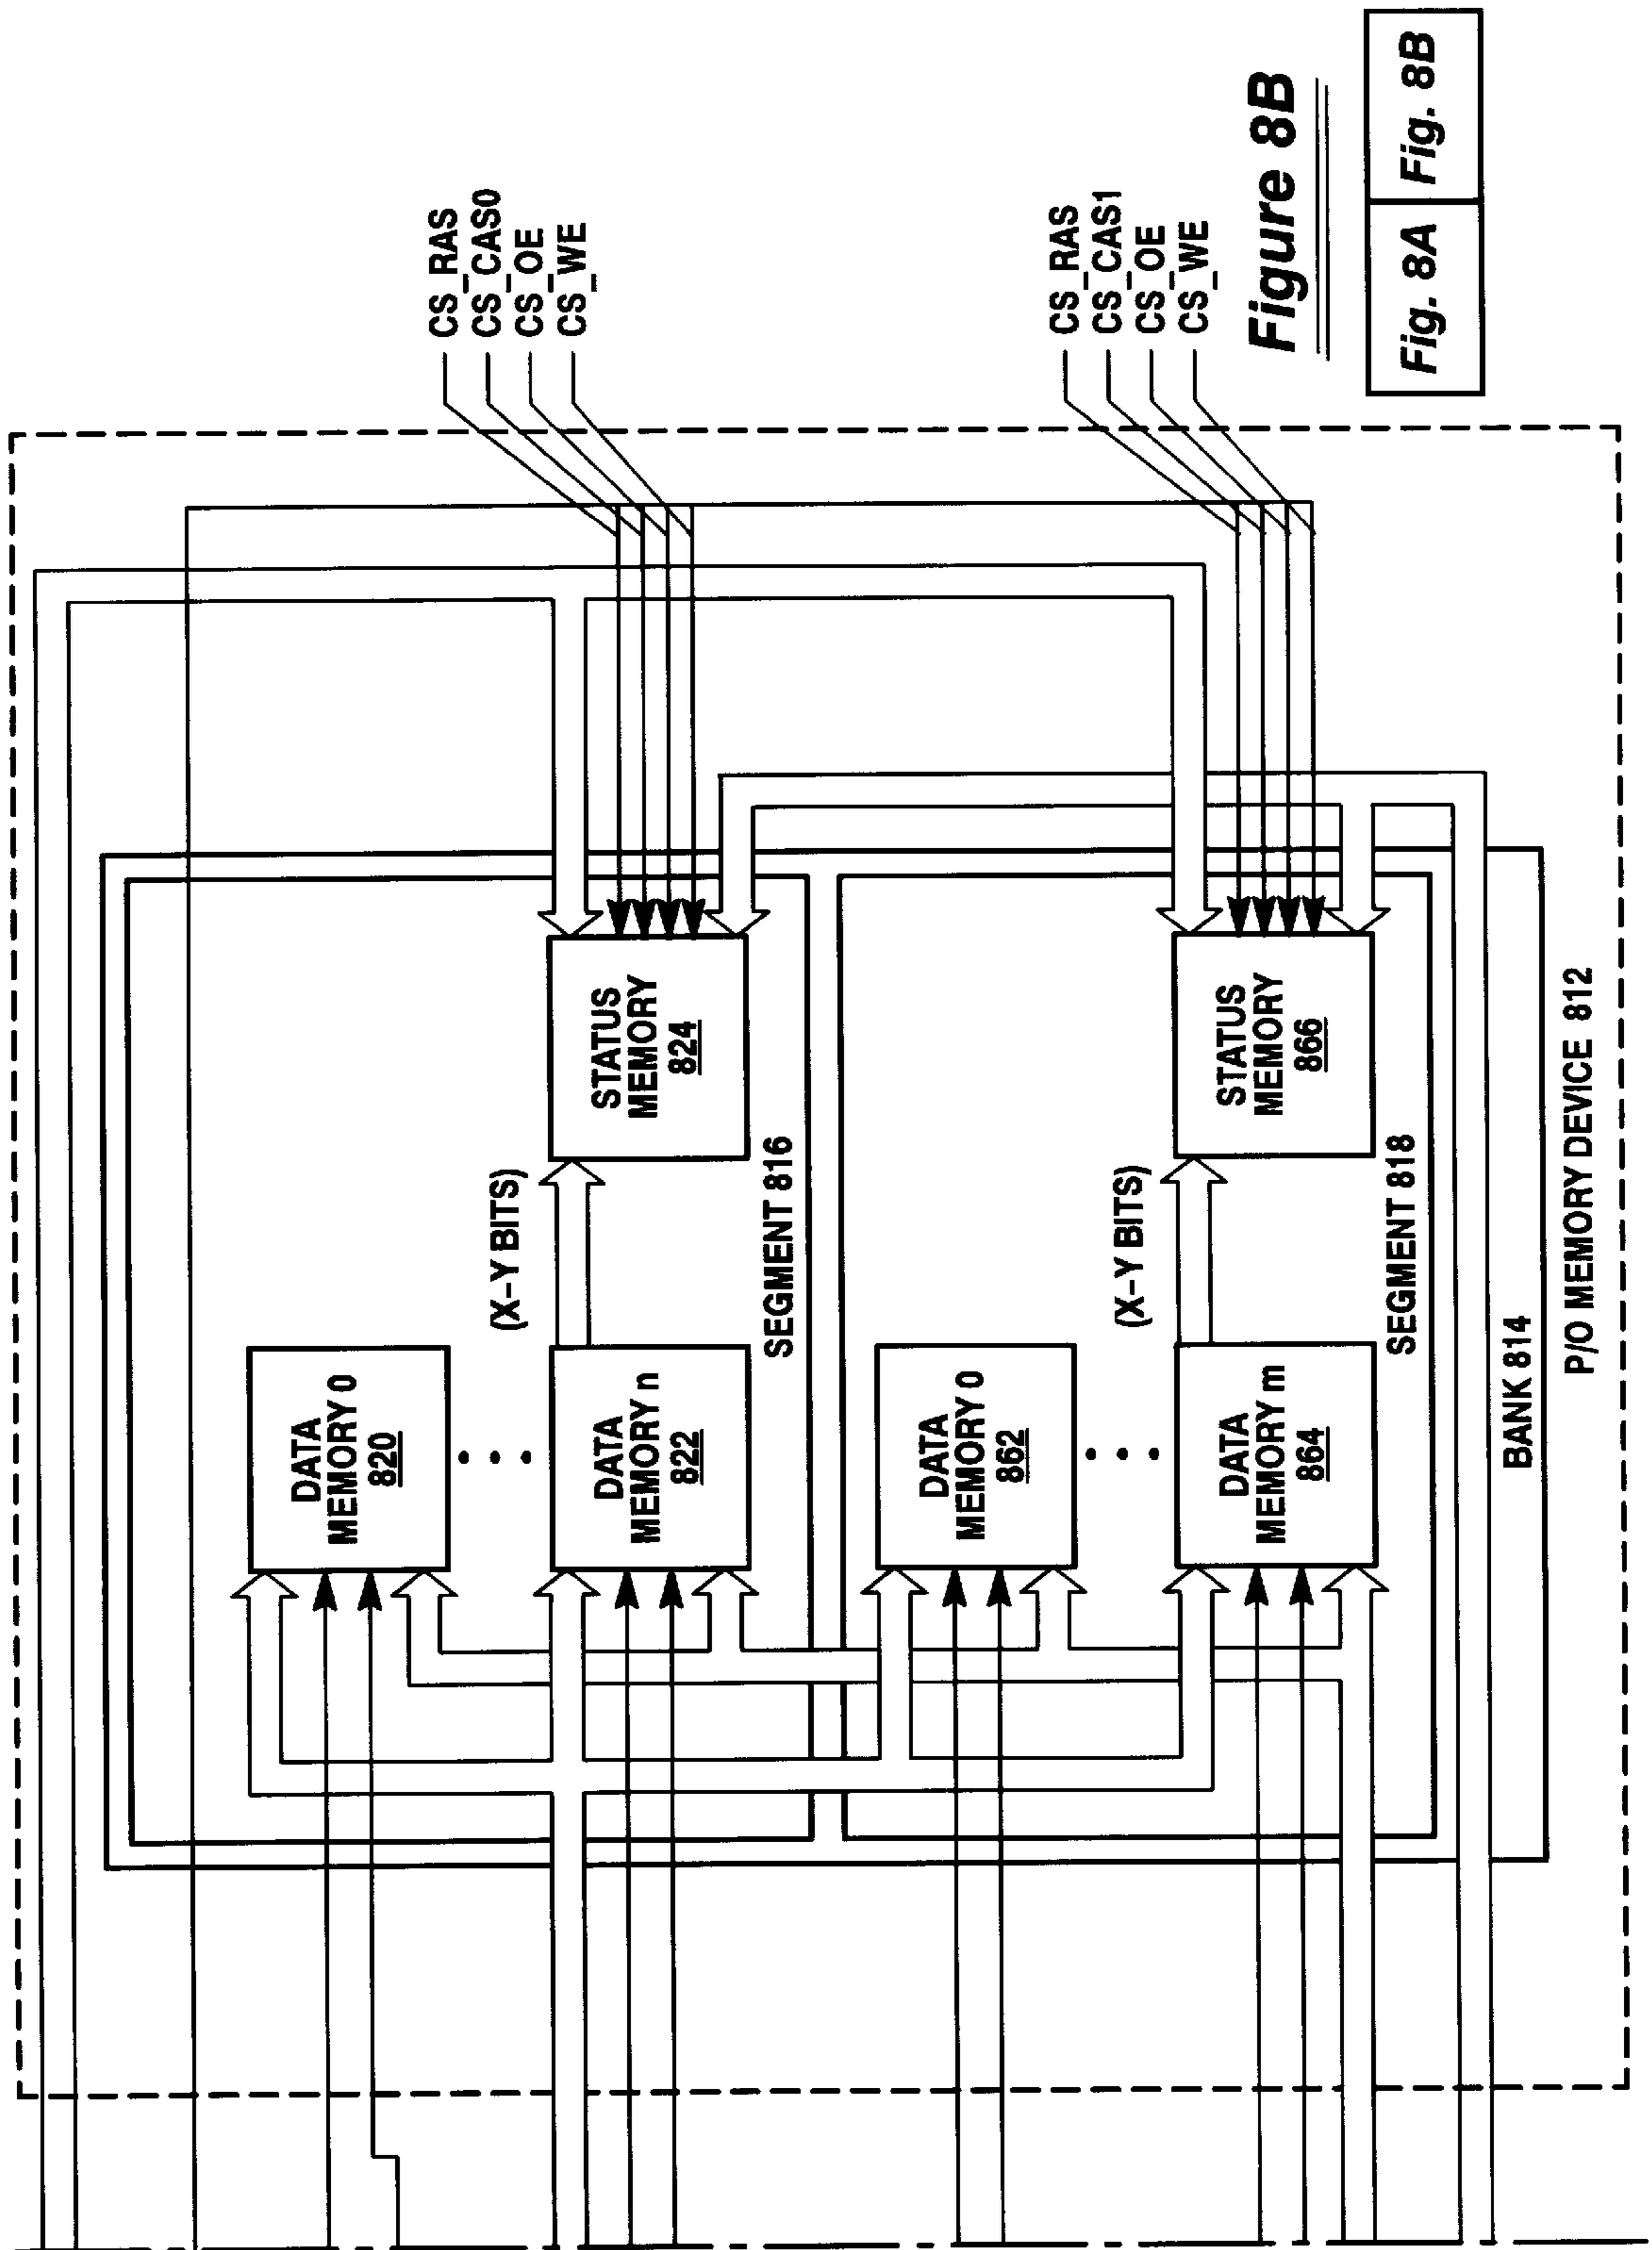 DATA
MEMORY 0
820
DATA
MEMORY n
822
(X–Y BITS)
STATUS
MEMORY
824
SEGMENT 816
CS_RAS
CS_CAS0
CS_OE
CS_WE
DATA
MEMORY 0
862
DATA
MEMORY m
864
(X–Y BITS)
STATUS
MEMORY
866
SEGMENT 818
CS_RAS
CS_CAS1
CS_OE
CS_WE
BANK 814
P/O MEMORY DEVICE 812
Figure 8B
Fig. 8A
Fig. 8B